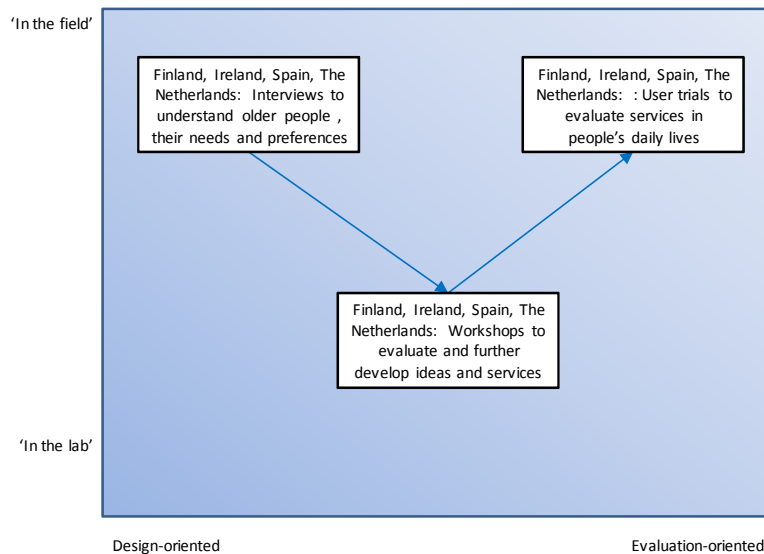 'In the field'
Finland, Ireland, Spain, The
Netherlands: Interviews to
understand older people ,
their needs and preferences
Finland, Ireland, Spain, The
Netherlands: : User trials to
evaluate services in
people's daily lives
Finland, Ireland, Spain, The
Netherlands: Workshops to
evaluate and further
develop ideas and services
'In the lab'
Design-oriented
Evaluation-oriented